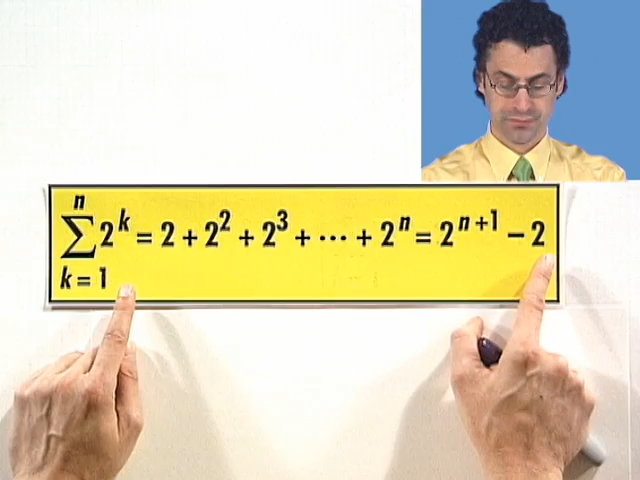 n
∑ 2^k = 2 + 2^2 + 2^3 + ⋯ + 2^n = 2^{n+1} − 2
k = 1